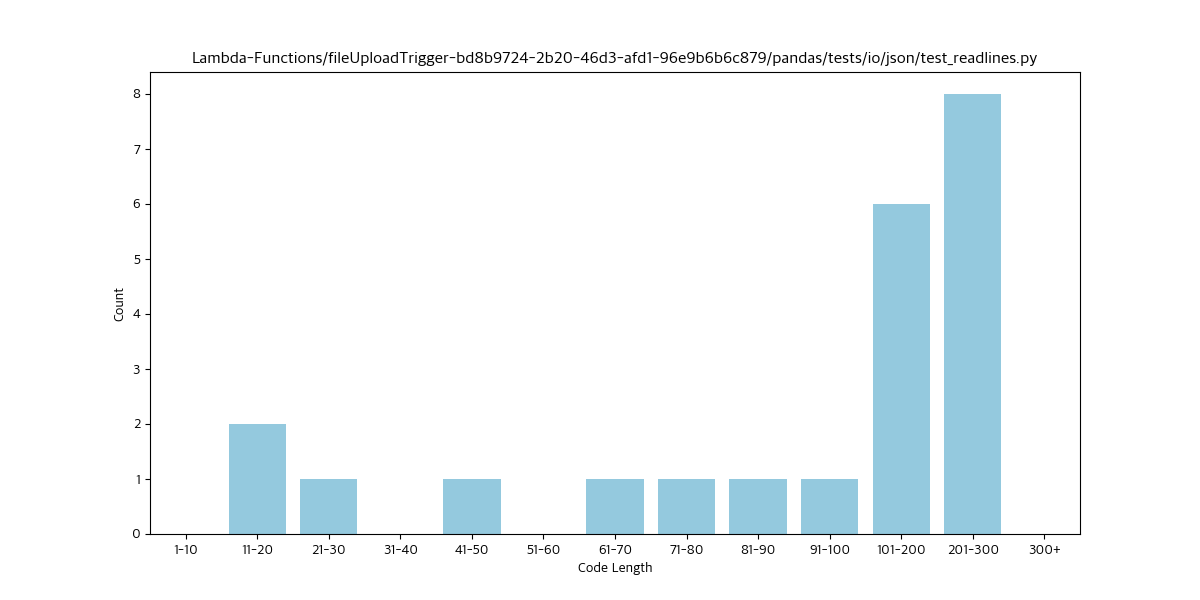 Lambda-Functions/fileUploadTrigger-bd8b9724-2b20-46d3-afd1-96e9b6b6c879/pandas/tests/io/json/test_readlines.py
8
7
6
5
4
3
2
1
0
Count
1-10 11-20 21-30 31-40 41-50 51-60 61-70 71-80 81-90 91-100 101-200 201-300 300+
Code Length